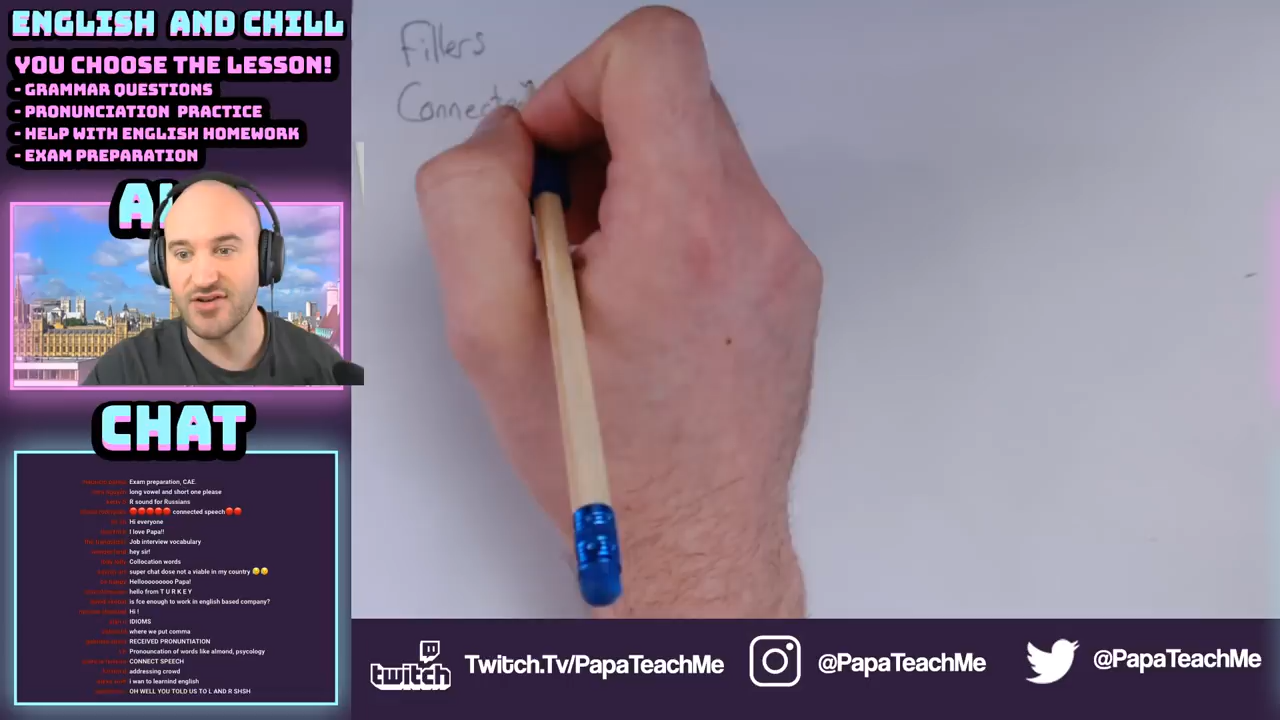 ENGLISH AND CHILL
YOU CHOOSE THE LESSON!
- GRAMMAR QUESTIONS
- PRONUNCIATION PRACTICE
- HELP WITH ENGLISH HOMEWORK
- EXAM PREPARATION
Fillers
Connected
CHAT
Exam preparation, CAE.
long vowel and short one please
R sound for Russians
connected speech
Hi everyone
I love Papa!!
Job interview vocabulary
hey sir!
Collocation words
super chat dose not a viable in my country
Helloooooooo Papa!
hello from T U R K E Y
is fce enough to work in english based company?
Hi !
IDIOMS
where we put comma
RECEIVED PRONUNTIATION
Pronouncation of words like almond, psycology
CONNECT SPEECH
addressing crowd
i wan to learnind english
OH WELL YOU TOLD US TO L AND R SHSH
twitch
Twitch.Tv/PapaTeachMe
@PapaTeachMe
@PapaTeachMe